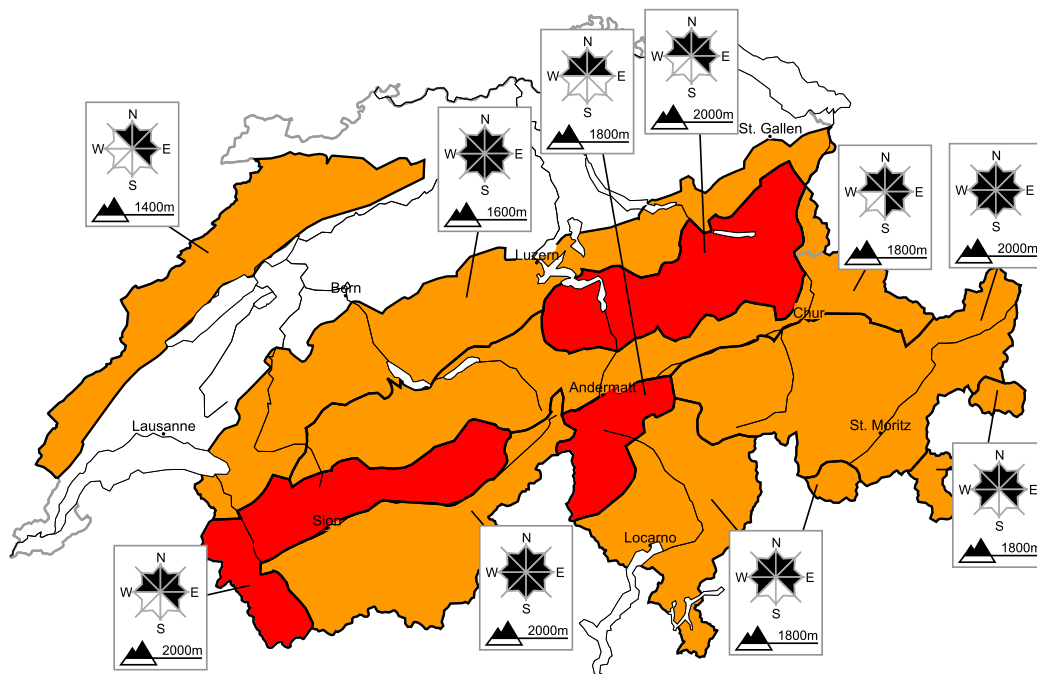 N
W E
S
1400m
N
W E
S
1600m
N
W E
S
1800m
N
W E
S
2000m
St. Gallen
N
W E
S
1800m
N
W E
S
2000m
Luzern
Bern
Chur
Andermatt
Lausanne
St. Moritz
N
W E
S
1800m
Sion
Locarno
N
W E
S
2000m
N
W E
S
2000m
N
W E
S
1800m